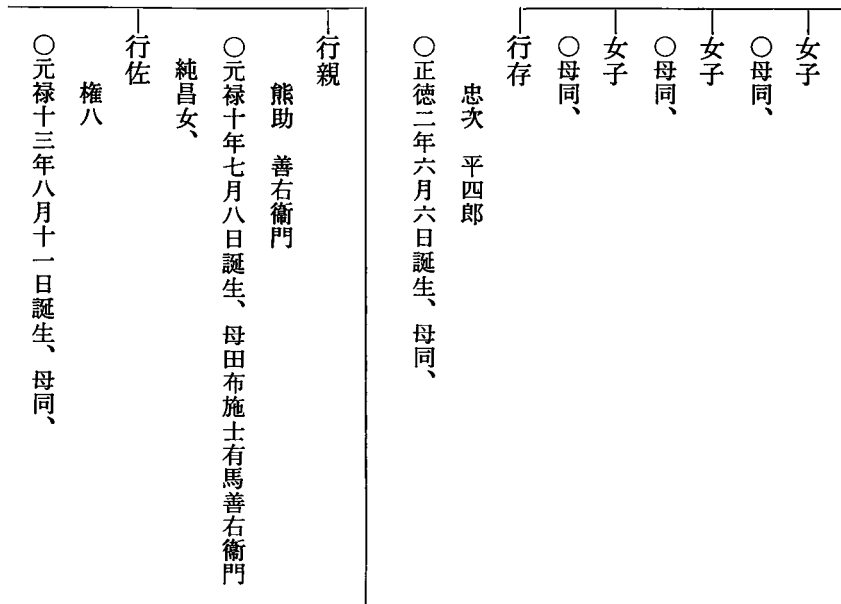 女子
○母同、
女子
○母同、
女子
○母同、
行存
忠次　平四郎
○正徳二年六月六日誕生、母同、
行親
熊助　善右衛門
○元禄十年七月八日誕生、母田布施士有馬善右衛門
純昌女、
行佐
権八
○元禄十三年八月十一日誕生、母同、